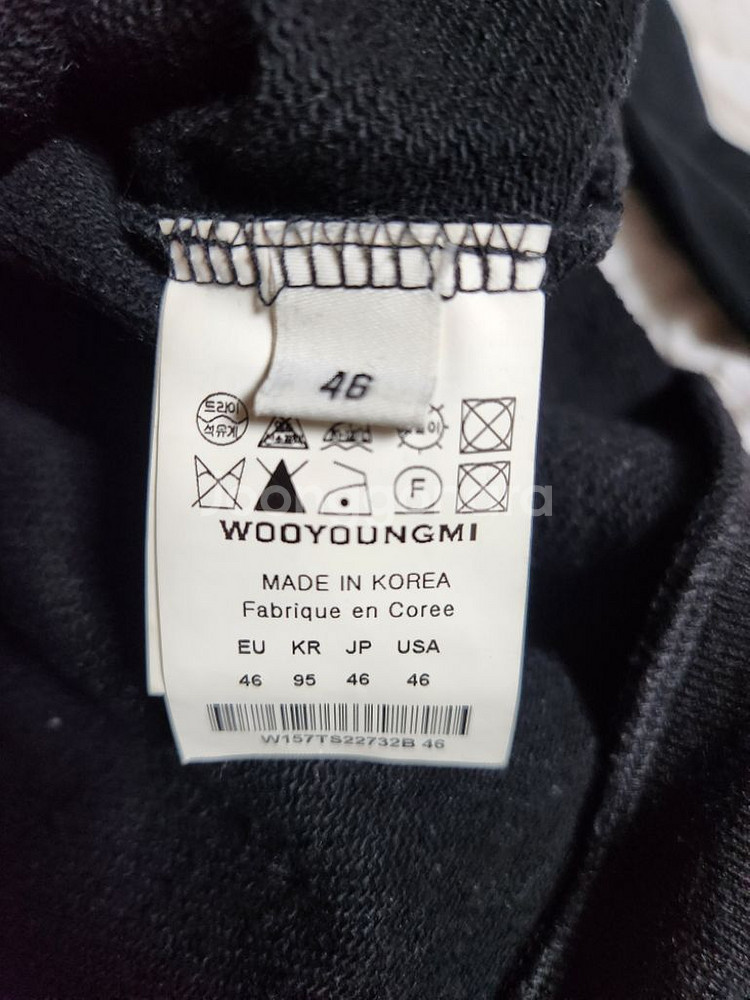 46
드라이
석유계
F
WOOYOUNGMI
MADE IN KOREA
Fabrique en Coree
EU KR JP USA
46 95 46 46
W157TS22732B 46